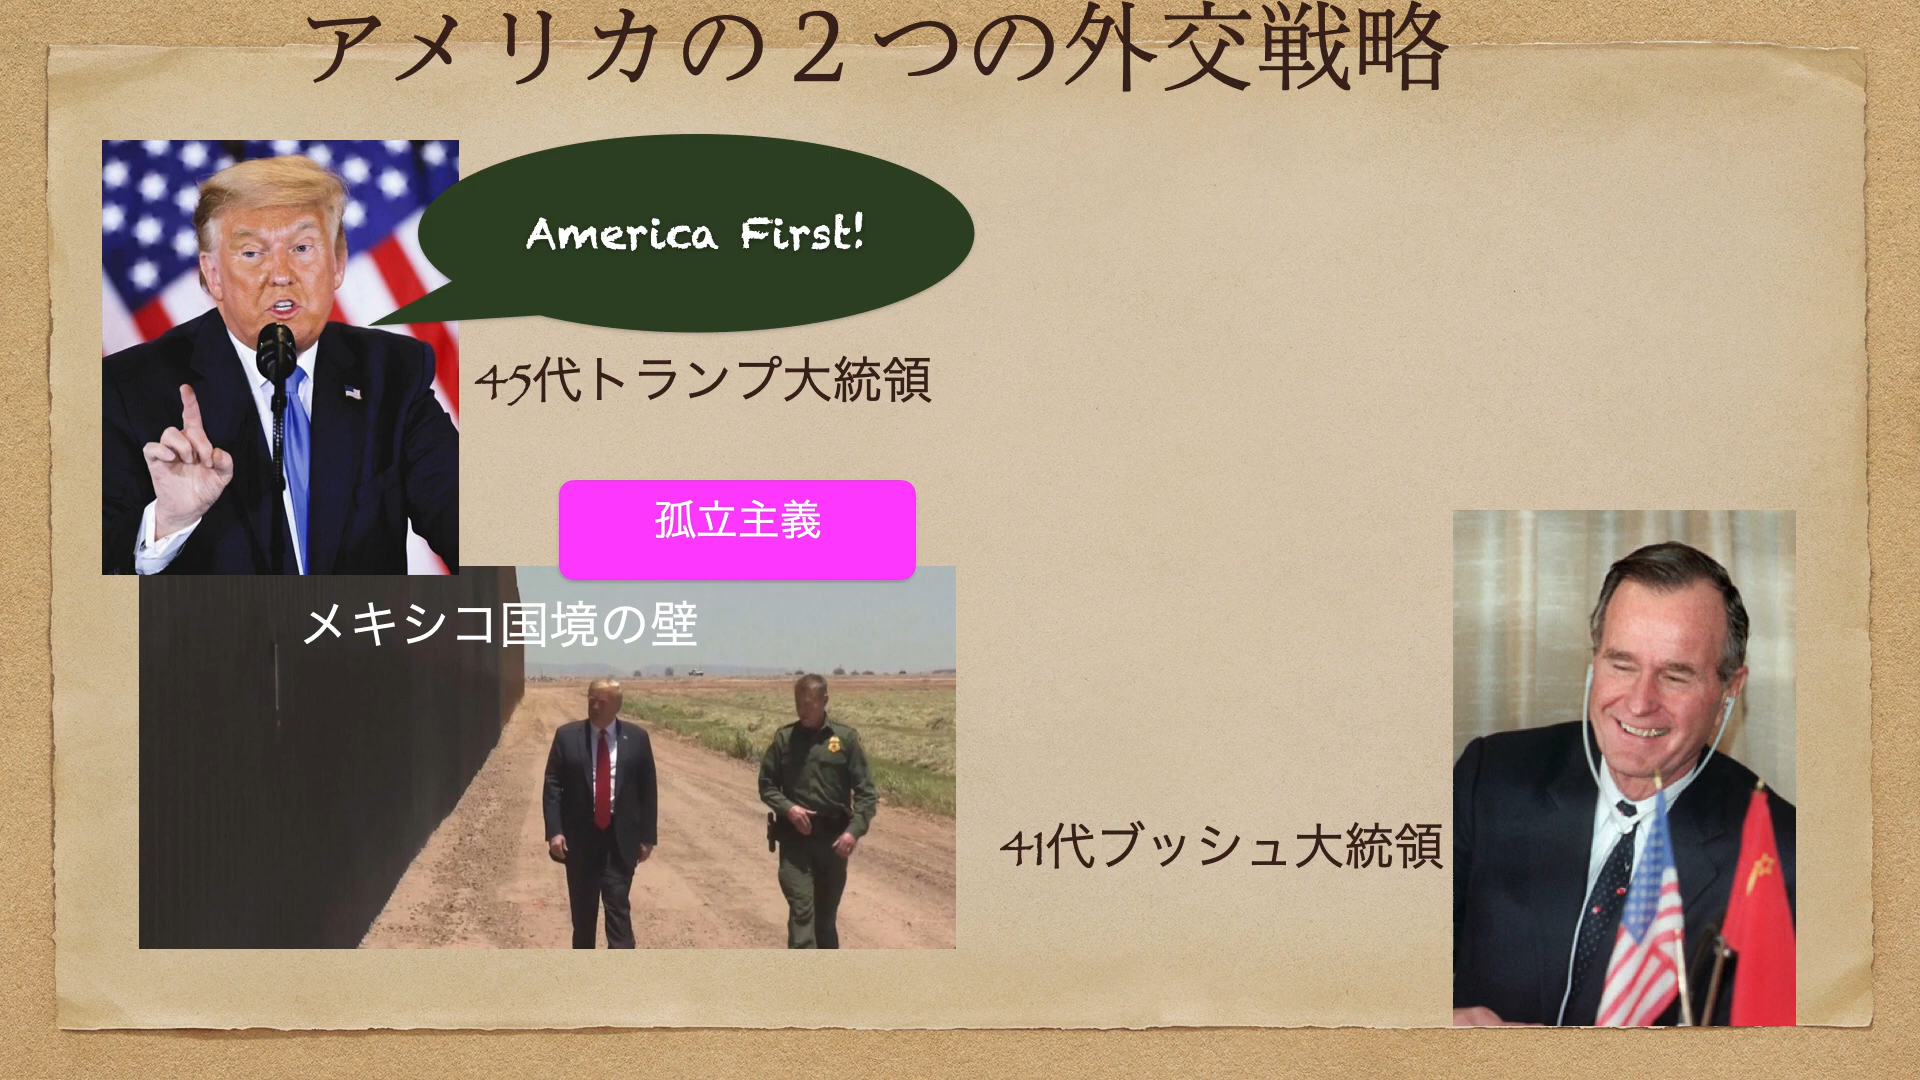 アメリカの２つの外交戦略
America First!
45代トランプ大統領
孤立主義
メキシコ国境の壁
41代ブッシュ大統領